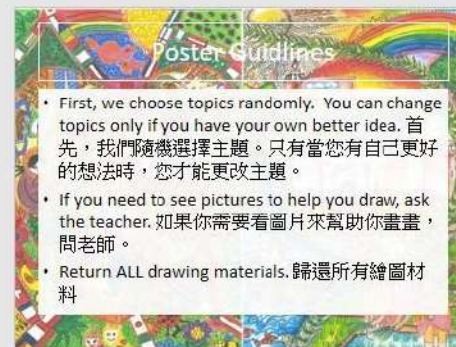 Poster Guidlines
• First, we choose topics randomly. You can change
topics only if you have your own better idea. 首
先，我們隨機選擇主題。只有當您有自己更好
的想法時，您才能更改主題。
• If you need to see pictures to help you draw, ask
the teacher. 如果你需要看圖片來幫助你畫畫，
問老師。
• Return ALL drawing materials. 歸還所有繪圖材
料